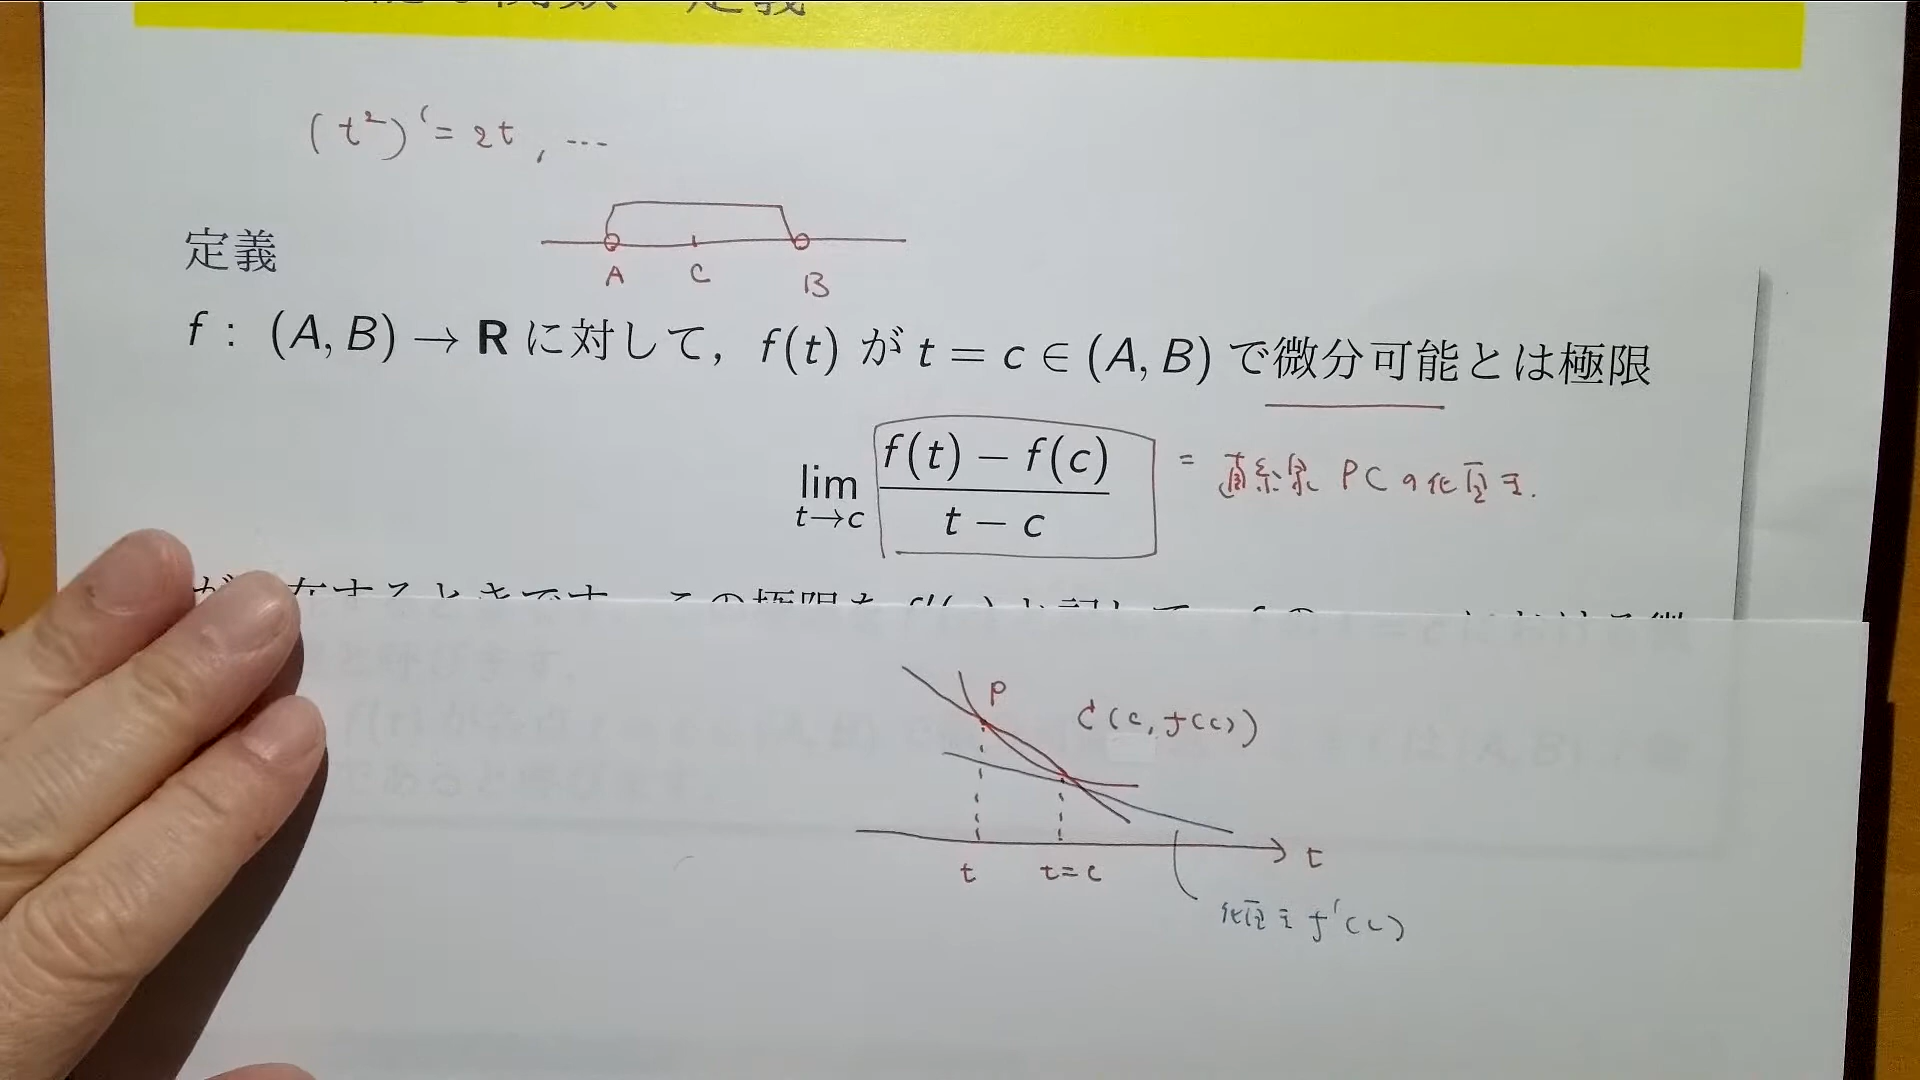 (t²)′ = 2t , ---
定義
A C B
f : (A, B) → R に対して, f(t) が t = c ∈ (A, B) で微分可能とは極限
lim t→c f(t) − f(c) / t − c = 直線 PC の傾き.
P C(c, f(c))
t
t t=c
傾き f′(c)